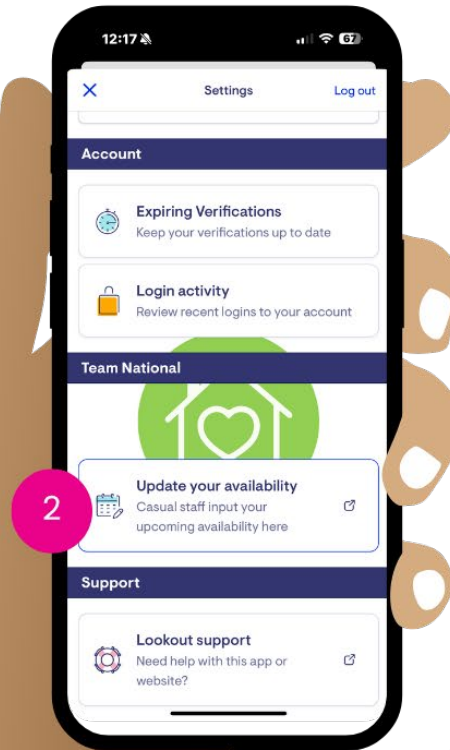 12:17
67
Settings
Log out
Account
Expiring Verifications
Keep your verifications up to date
Login activity
Review recent logins to your account
Team National
Update your availability
Casual staff input your
upcoming availability here
2
Support
Lookout support
Need help with this app or
website?